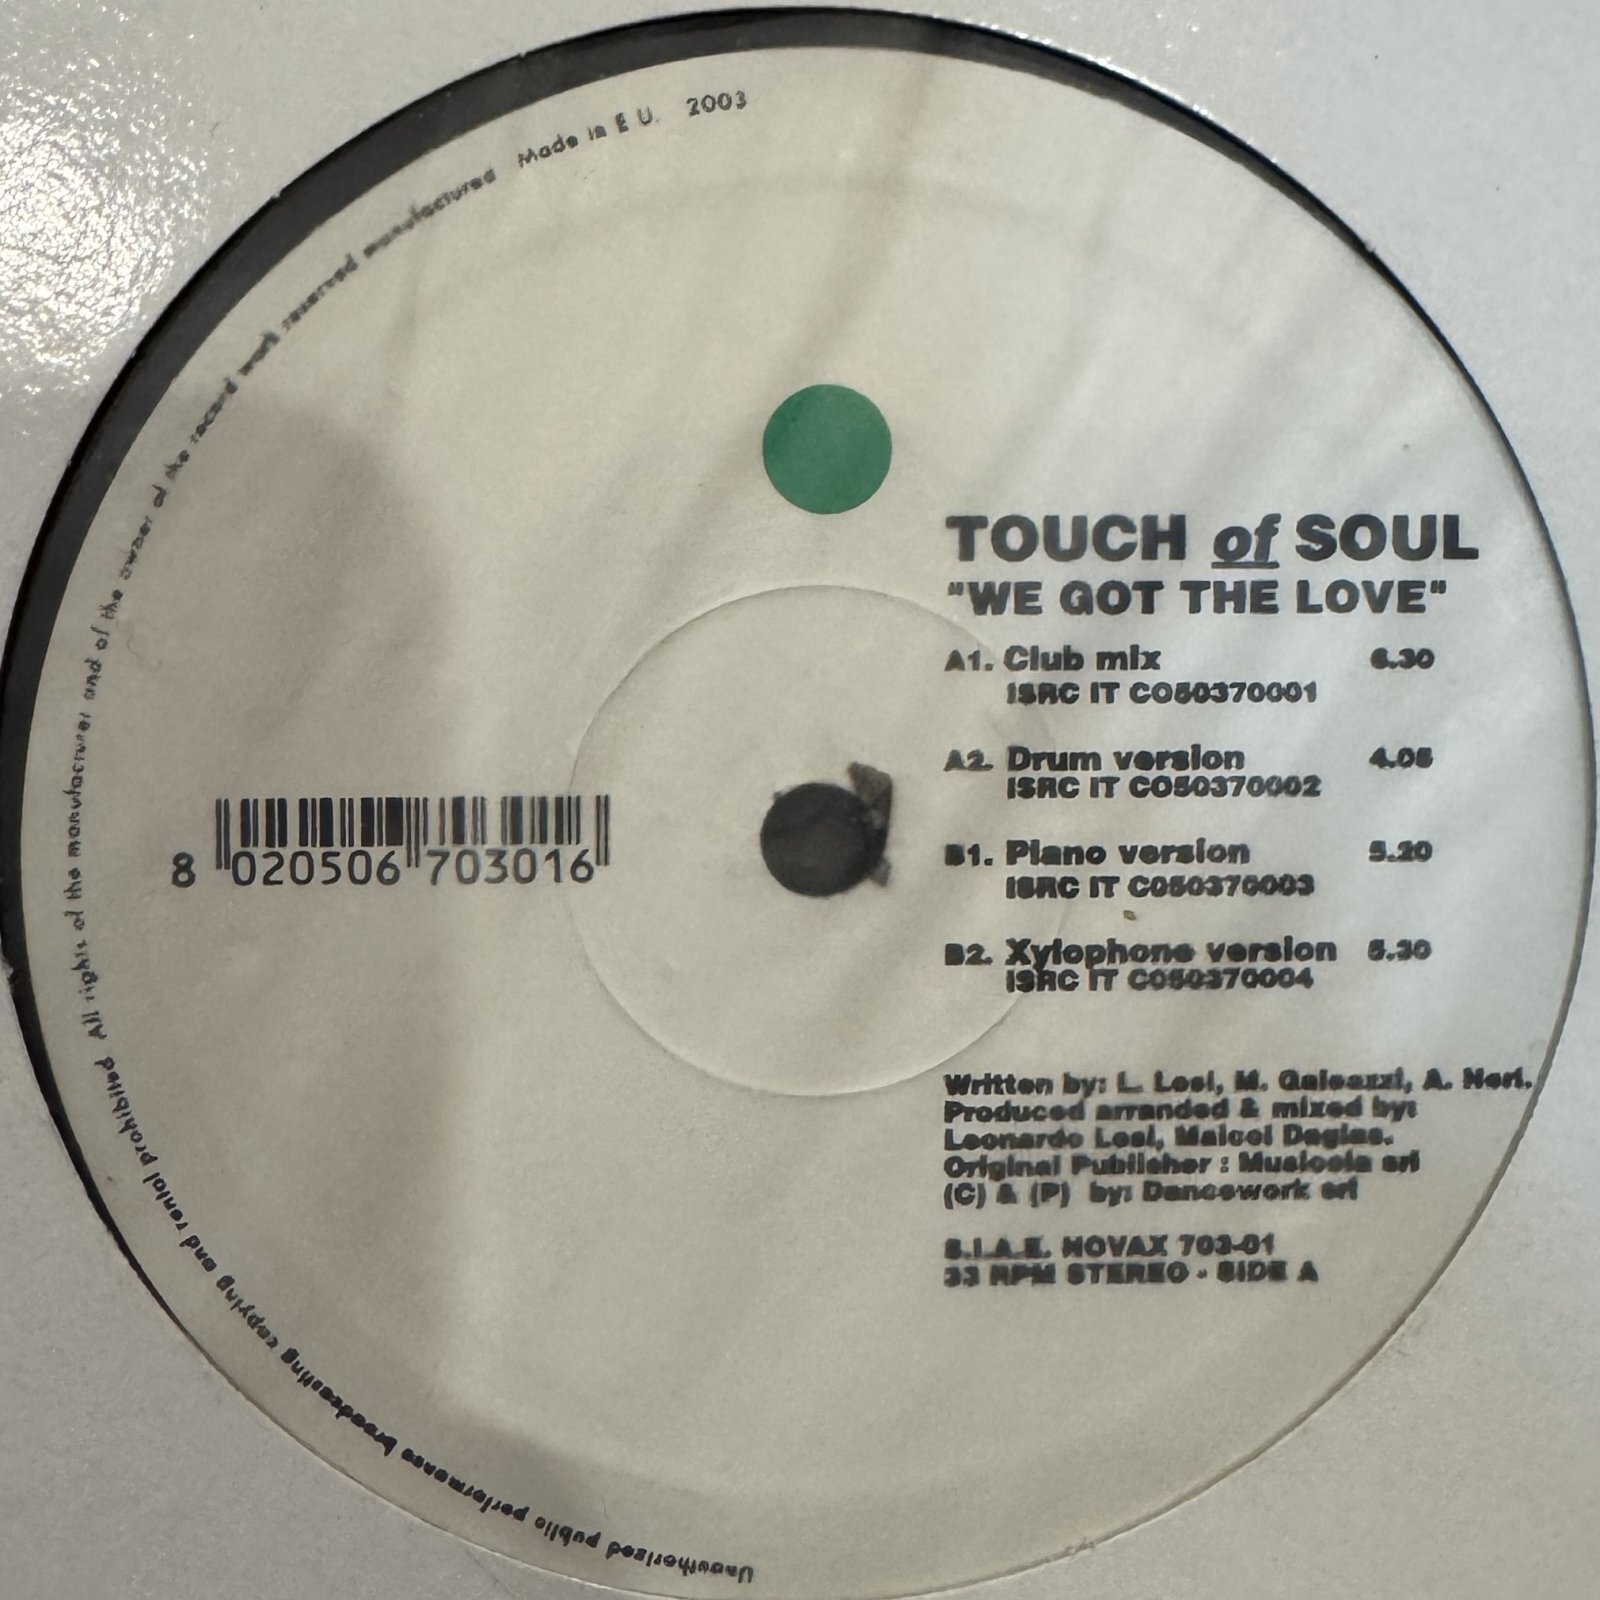 Unauthorized public performance broadcasting copying and rental prohibited. All rights of the manufacturer and of the owner of the record work reserved manufactured Made in E U. 2003
TOUCH of SOUL
"WE GOT THE LOVE"
A1. Club mix 6.30
ISRC IT CO50370001
A2. Drum version 4.05
ISRC IT CO50370002
B1. Piano version 5.20
ISRC IT C050370003
B2. Xylophone version 5.30
ISRC IT C050370004
8 020506 703016
Written by: L. Losi, M. Galeazzi, A. Neri.
Produced arranded & mixed by:
Leonardo Losi, Maicol
Original Publisher : Musicola srl
(C) & (P) by: Dancework srl
S.I.A.E. NOVAX 703-01
33 RPM STEREO - SIDE A